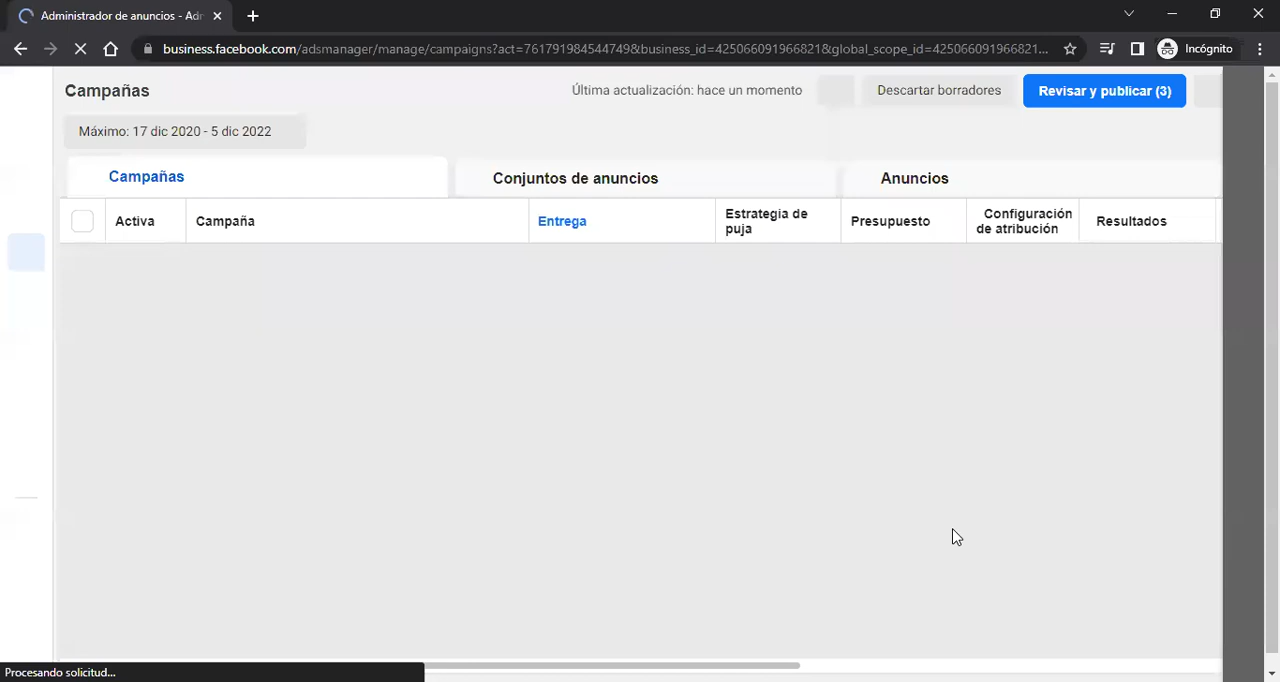 Administrador de anuncios - Adr
business.facebook.com/adsmanager/manage/campaigns?act=761791984544749&business_id=425066091966821&global_scope_id=425066091966821...
Incógnito
Campañas
Última actualización: hace un momento
Descartar borradores
Revisar y publicar (3)
Máximo: 17 dic 2020 - 5 dic 2022
Campañas
Conjuntos de anuncios
Anuncios
Activa
Campaña
Entrega
Estrategia de
puja
Presupuesto
Configuración
de atribución
Resultados
Procesando solicitud...